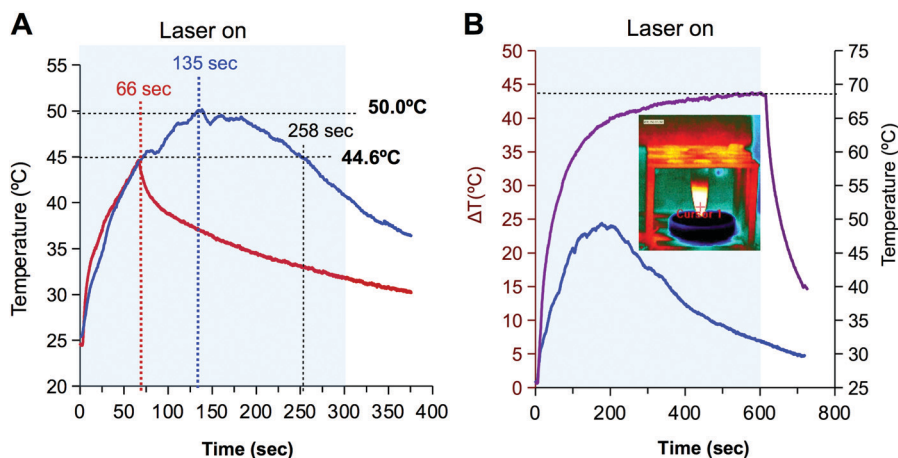 A
Laser on
Temperature (ºC)
55
50
45
40
35
30
25
20
66 sec
135 sec
50.0ºC
258 sec
44.6ºC
0 50 100 150 200 250 300 350 400
Time (sec)
B
Laser on
ΔT(ºC)
50
45
40
35
30
25
20
15
10
5
0
Cursor 1
75
70
65
60
55
50
45
40
35
30
25
Temperature (ºC)
0 200 400 600 800
Time (sec)